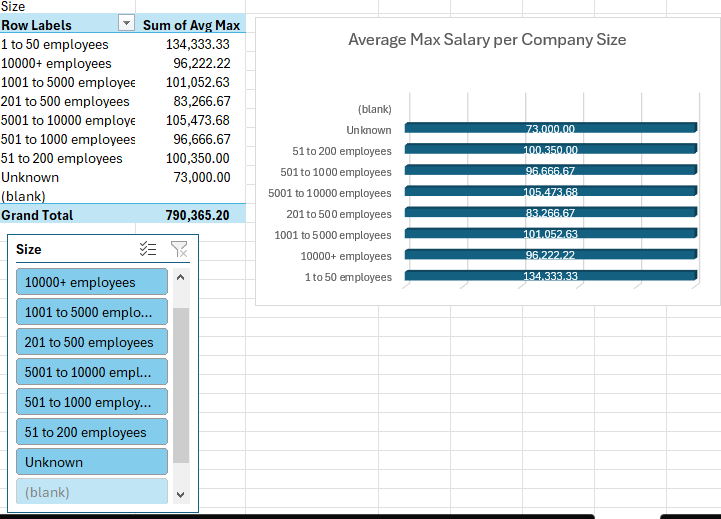 Size
Row Labels Sum of Avg Max
1 to 50 employees 134,333.33
10000+ employees 96,222.22
1001 to 5000 employee 101,052.63
201 to 500 employees 83,266.67
5001 to 10000 employe 105,473.68
501 to 1000 employees 96,666.67
51 to 200 employees 100,350.00
Unknown 73,000.00
(blank)
Grand Total 790,365.20
Size
10000+ employees
1001 to 5000 emplo...
201 to 500 employees
5001 to 10000 empl...
501 to 1000 employ...
51 to 200 employees
Unknown
(blank)
Average Max Salary per Company Size
(blank)
Unknown 73,000.00
51 to 200 employees 100,350.00
501 to 1000 employees 96,666.67
5001 to 10000 employees 105,473.68
201 to 500 employees 83,266.67
1001 to 5000 employees 101,052.63
10000+ employees 96,222.22
1 to 50 employees 134,333.33